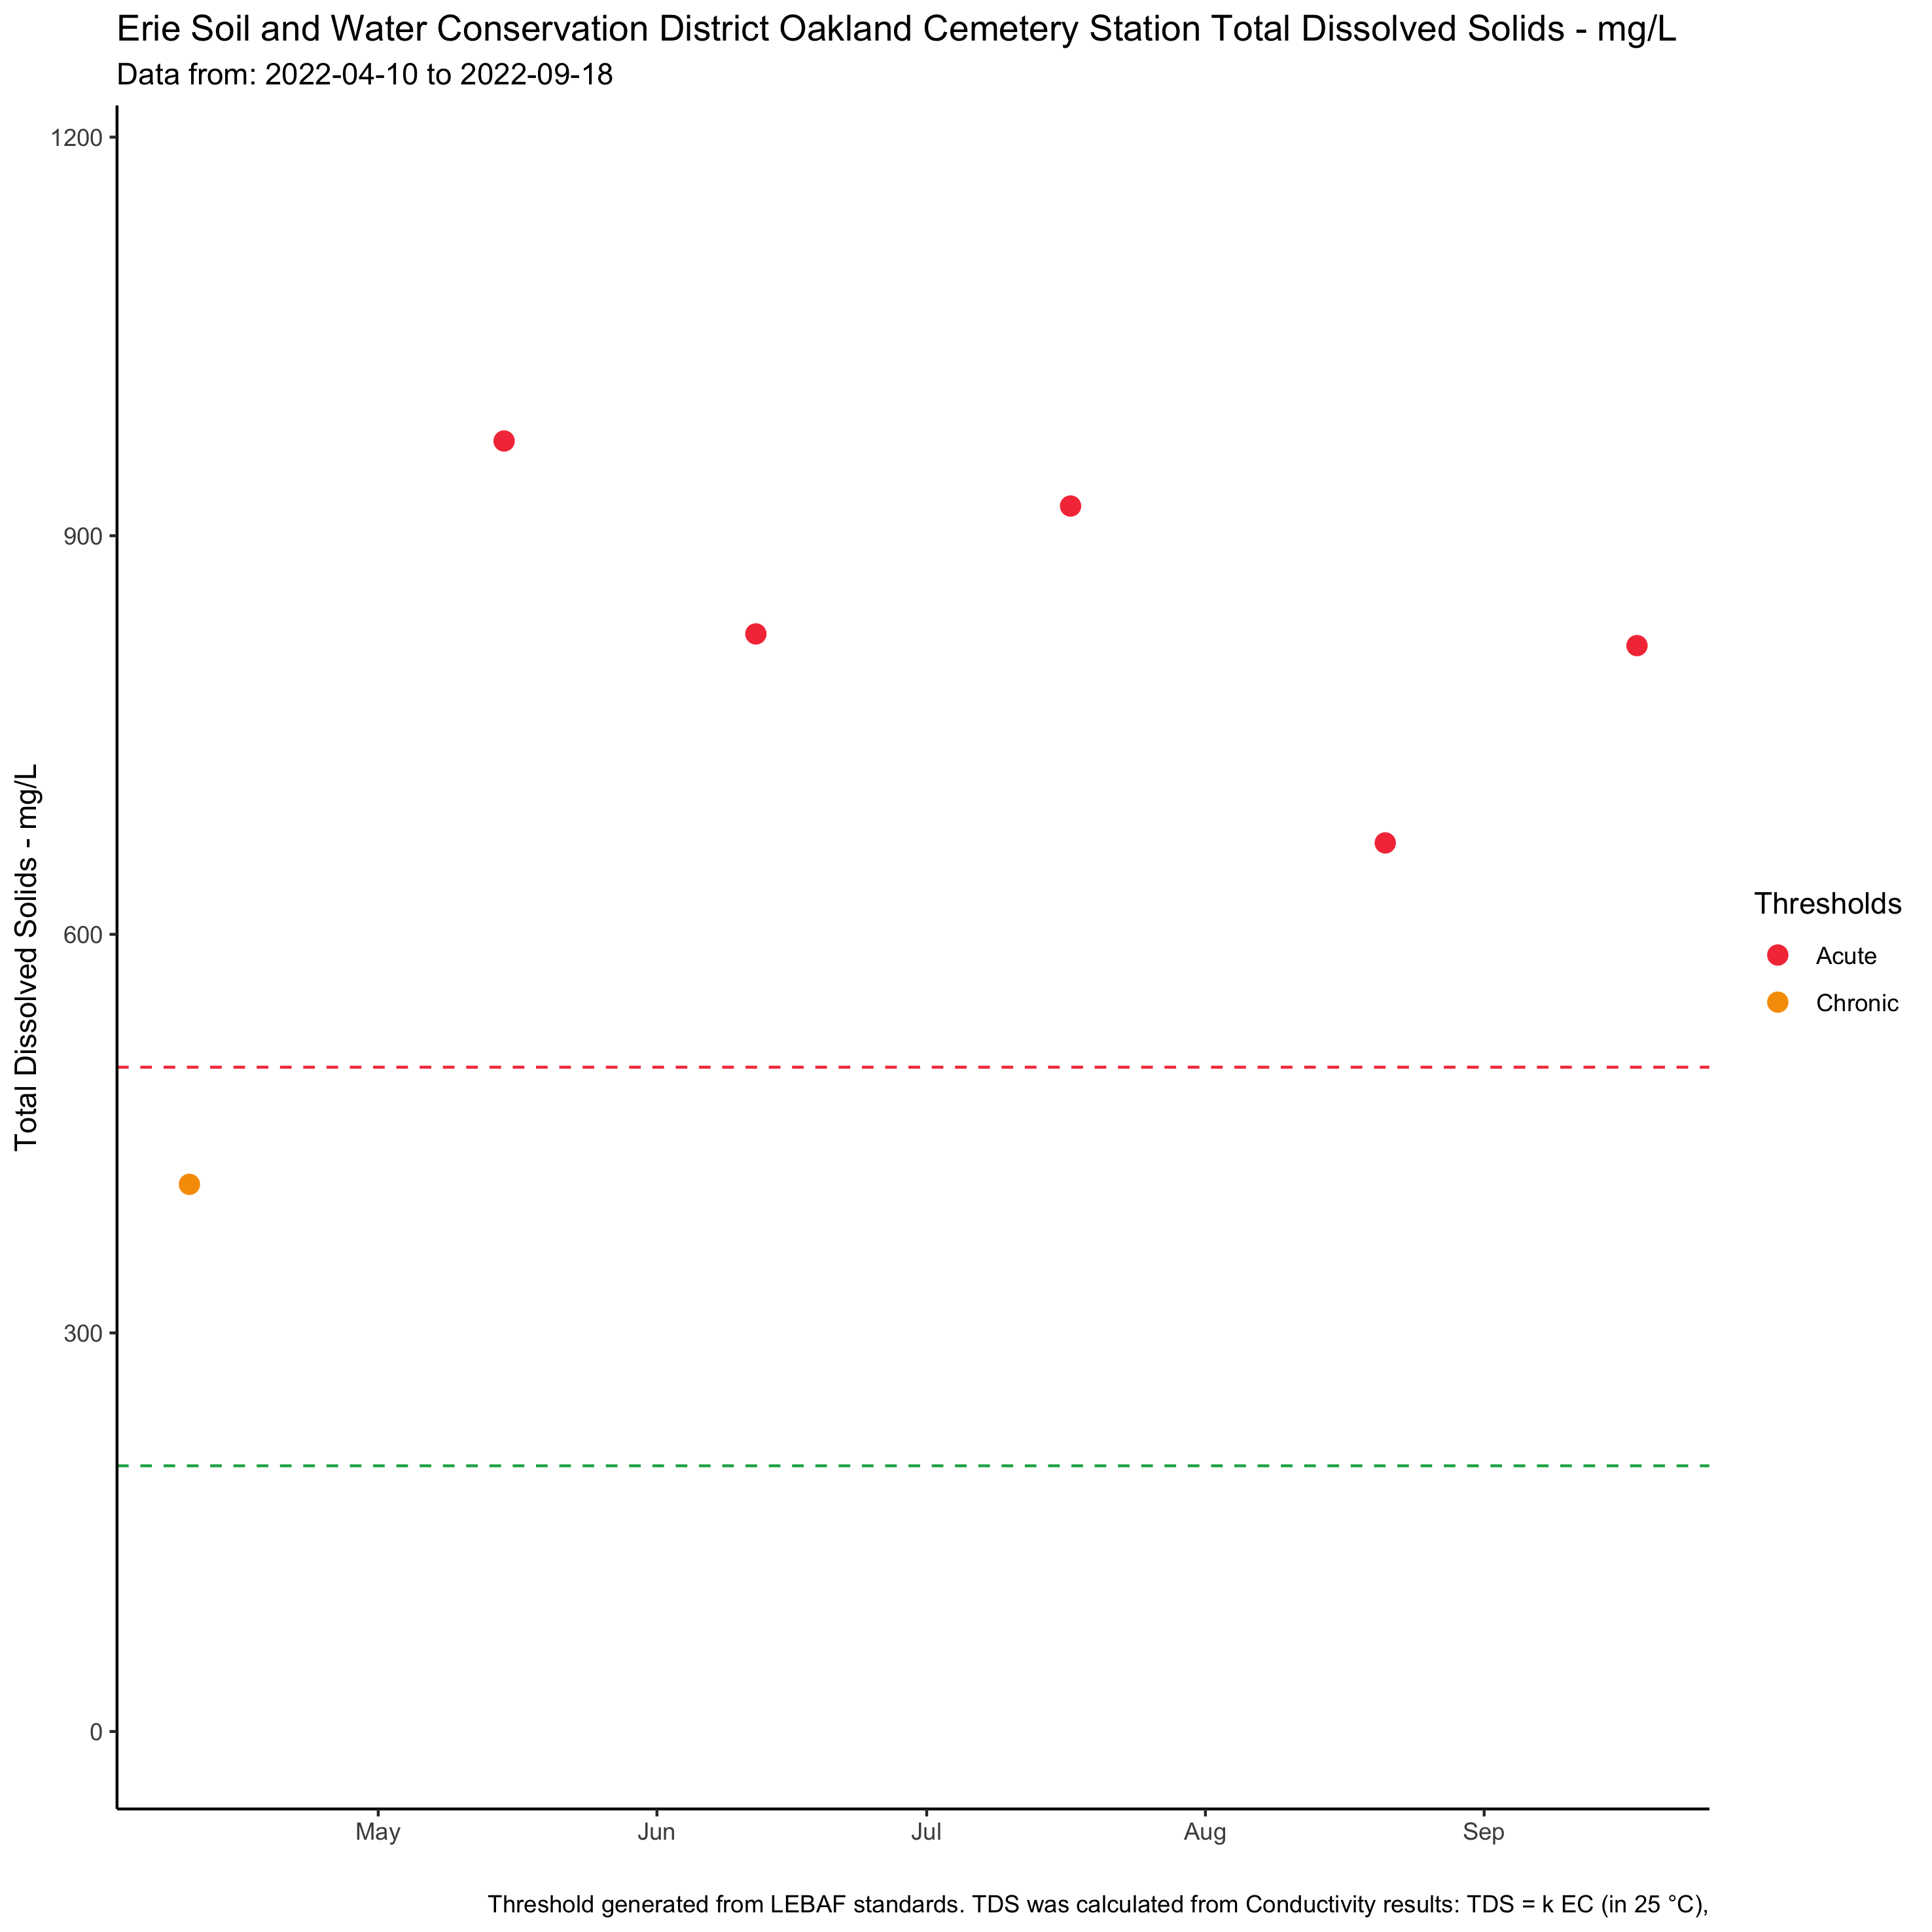 Erie Soil and Water Conservation District Oakland Cemetery Station Total Dissolved Solids - mg/L
Data from: 2022-04-10 to 2022-09-18
Total Dissolved Solids - mg/L
1200
900
600
300
0
May
Jun
Jul
Aug
Sep
Thresholds
Acute
Chronic
Threshold generated from LEBAF standards. TDS was calculated from Conductivity results: TDS = k EC (in 25 °C),